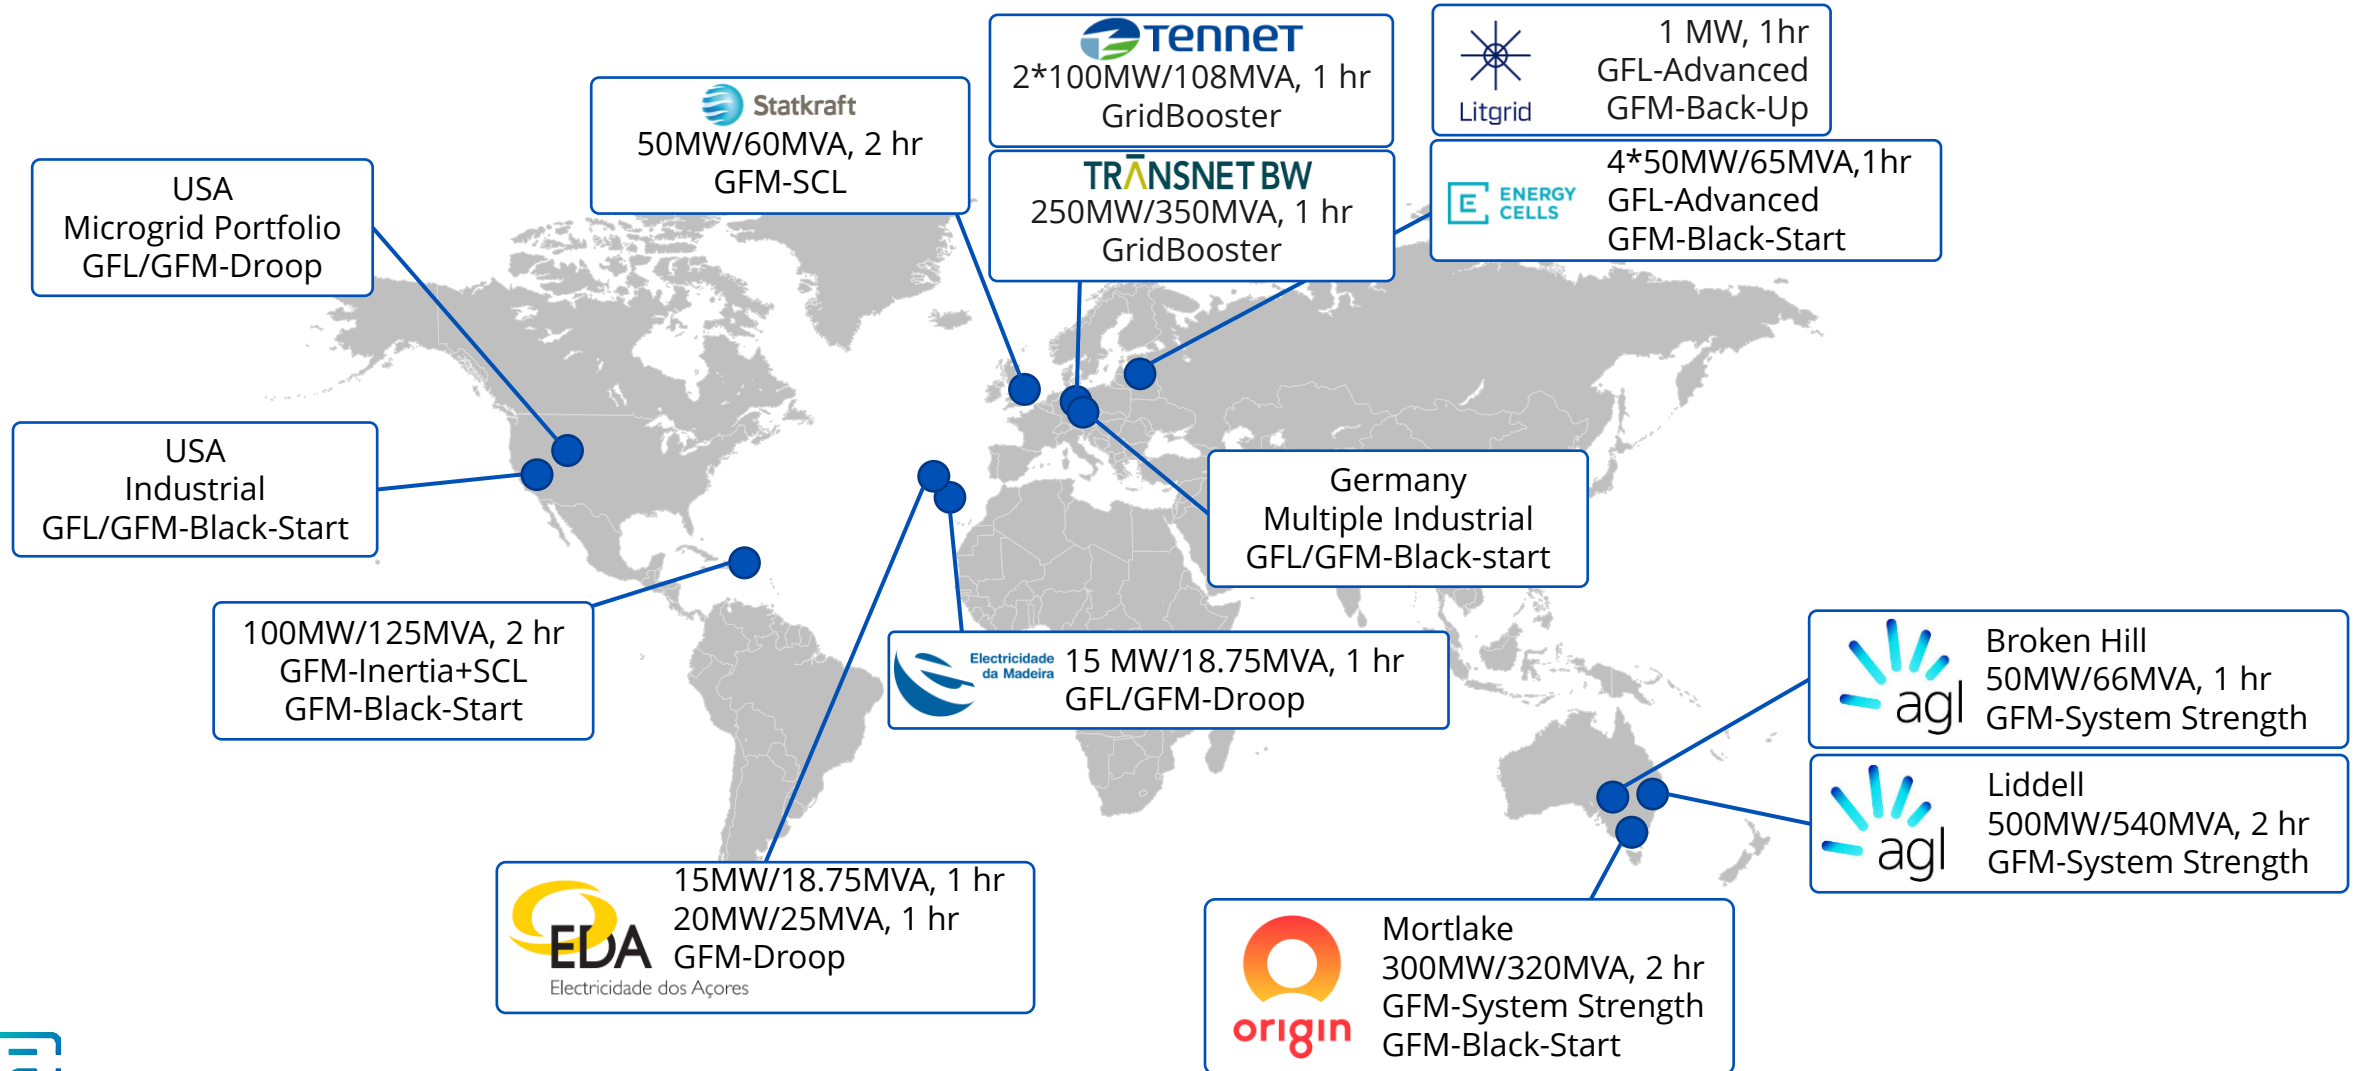 TenneT
2*100MW/108MVA, 1 hr
GridBooster
Litgrid
1 MW, 1hr
GFL-Advanced
GFM-Back-Up
Statkraft
50MW/60MVA, 2 hr
GFM-SCL
TRANSNET BW
250MW/350MVA, 1 hr
GridBooster
ENERGY
CELLS
4*50MW/65MVA,1hr
GFL-Advanced
GFM-Black-Start
USA
Microgrid Portfolio
GFL/GFM-Droop
USA
Industrial
GFL/GFM-Black-Start
Germany
Multiple Industrial
GFL/GFM-Black-start
100MW/125MVA, 2 hr
GFM-Inertia+SCL
GFM-Black-Start
Electricidade
da Madeira
15 MW/18.75MVA, 1 hr
GFL/GFM-Droop
agl
Broken Hill
50MW/66MVA, 1 hr
GFM-System Strength
agl
Liddell
500MW/540MVA, 2 hr
GFM-System Strength
EDA
Electricidade dos Açores
15MW/18.75MVA, 1 hr
20MW/25MVA, 1 hr
GFM-Droop
origin
Mortlake
300MW/320MVA, 2 hr
GFM-System Strength
GFM-Black-Start